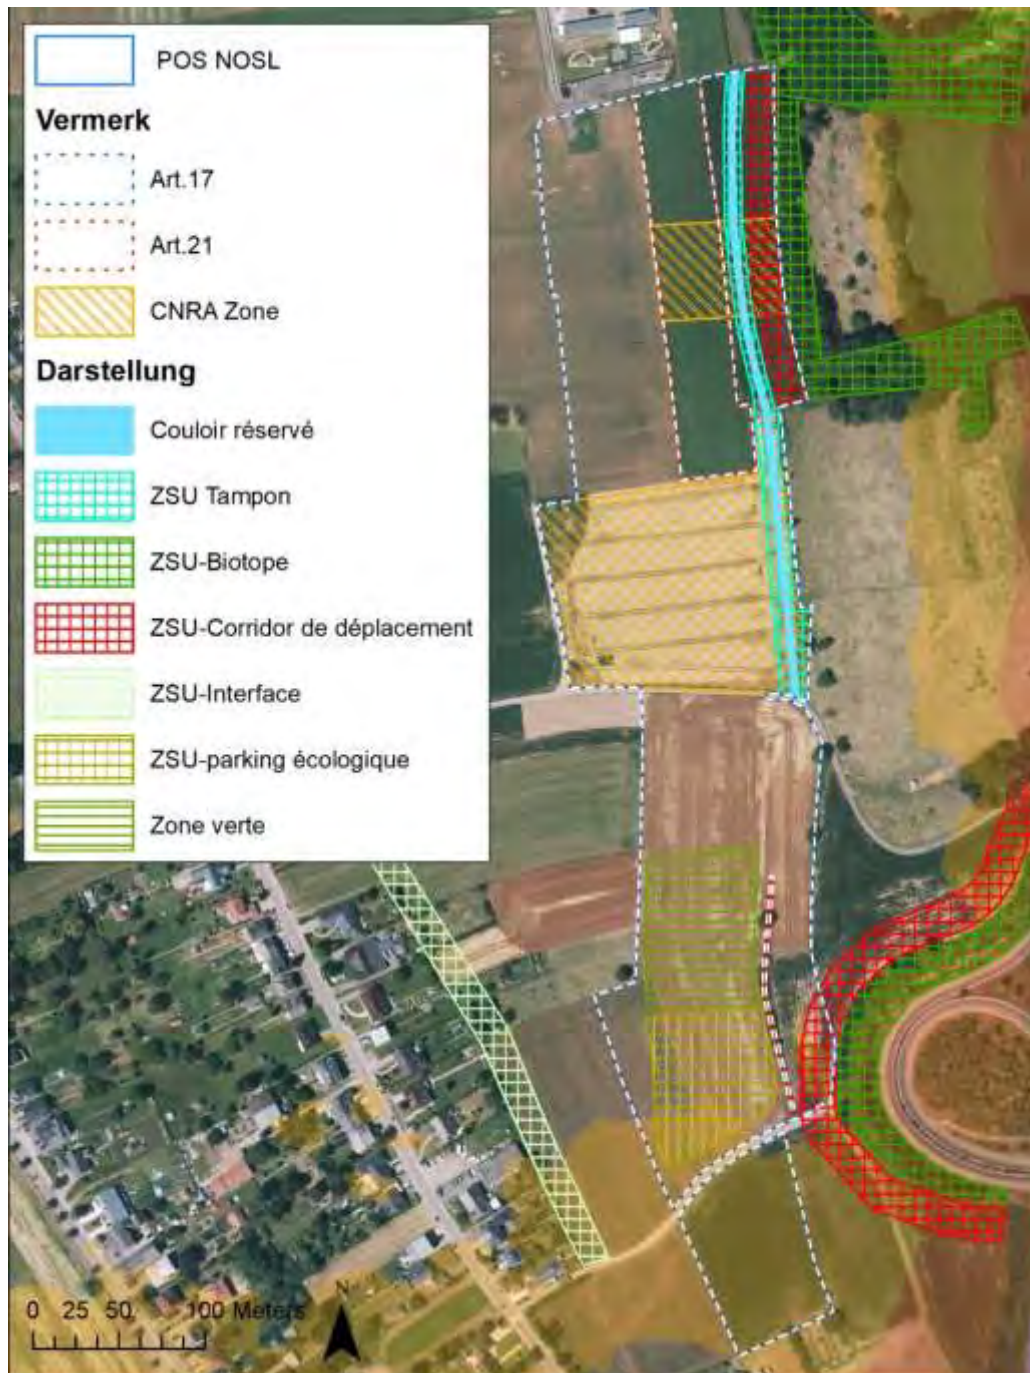 POS NOSL
Vermerk
Art.17
Art.21
CNRA Zone
Darstellung
Couloir réservé
ZSU Tampon
ZSU-Biotope
ZSU-Corridor de déplacement
ZSU-Interface
ZSU-parking écologique
Zone verte
0 25 50 100 Meters
N